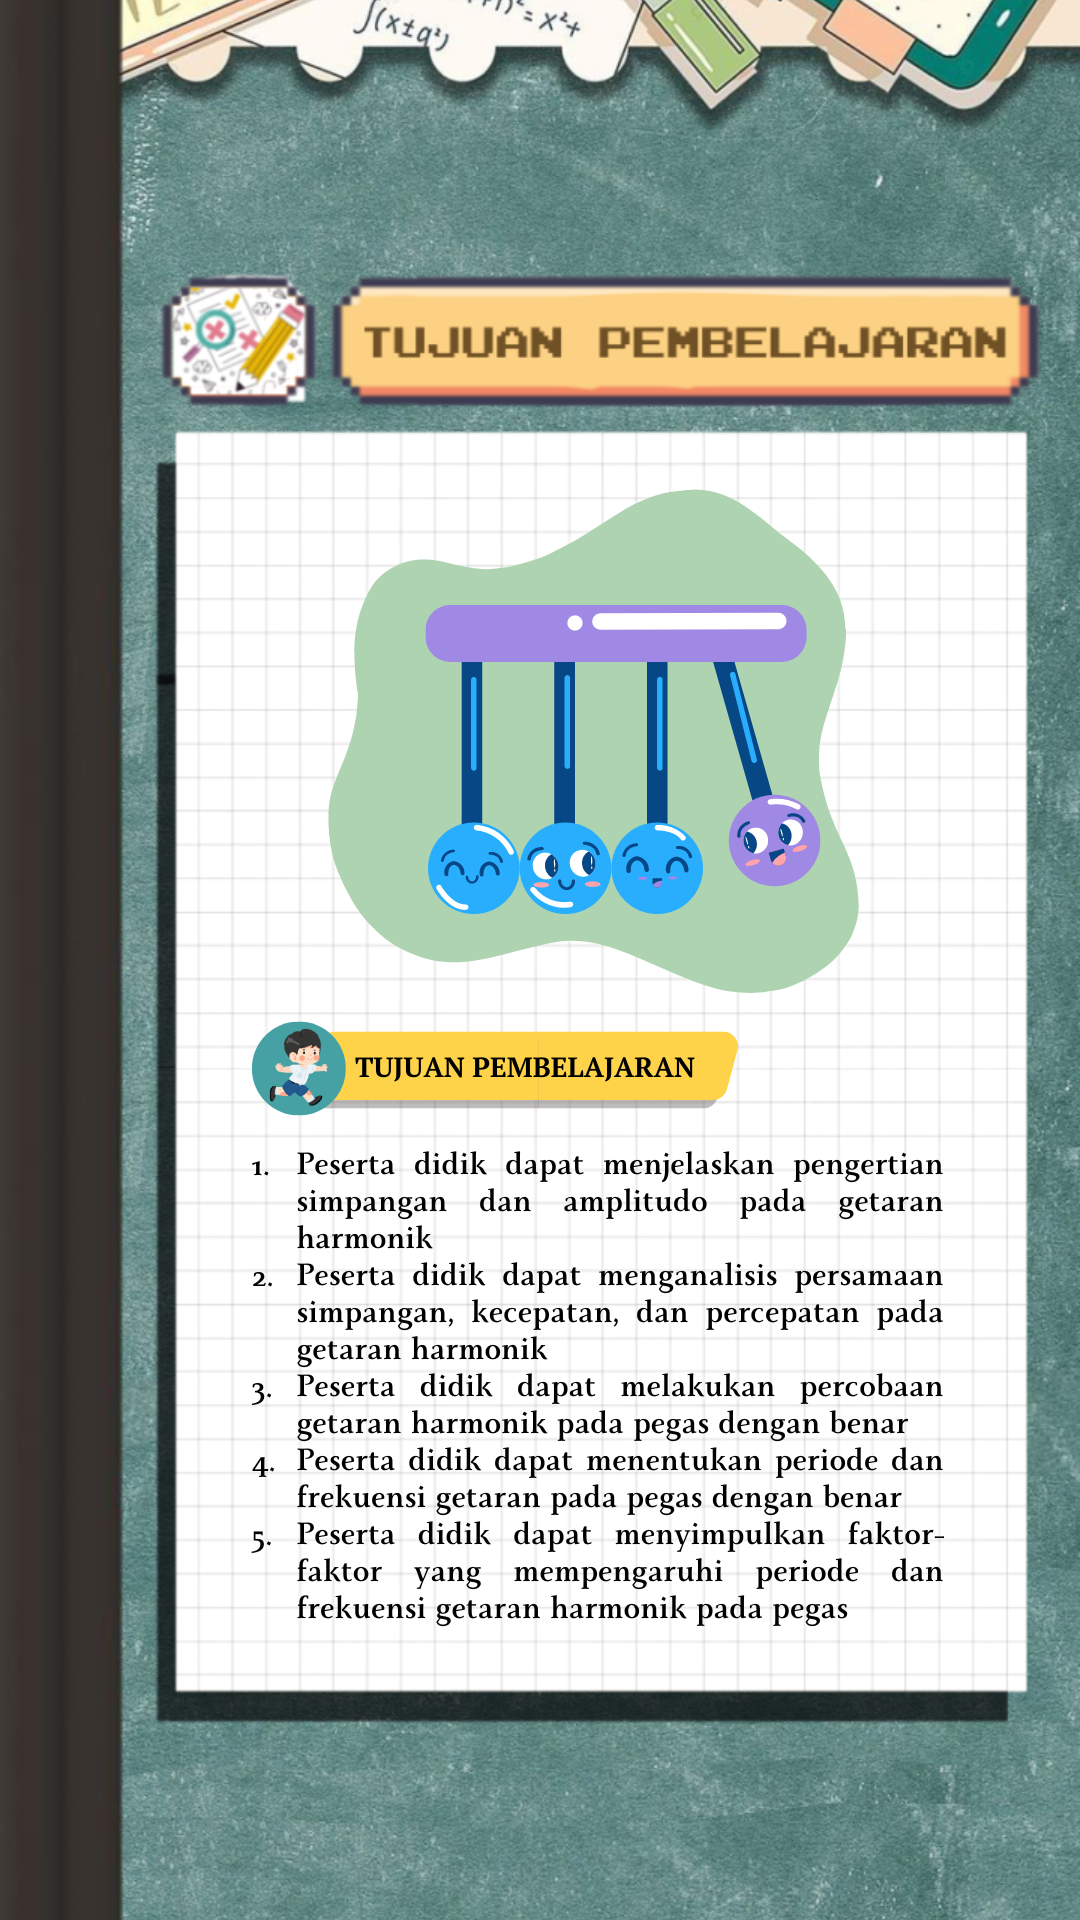 ∫(x±a²)
= x²+
TUJUAN PEMBELAJARAN
TUJUAN PEMBELAJARAN
1. Peserta didik dapat menjelaskan pengertian
simpangan dan amplitudo pada getaran
harmonik
2. Peserta didik dapat menganalisis persamaan
simpangan, kecepatan, dan percepatan pada
getaran harmonik
3. Peserta didik dapat melakukan percobaan
getaran harmonik pada pegas dengan benar
4. Peserta didik dapat menentukan periode dan
frekuensi getaran pada pegas dengan benar
5. Peserta didik dapat menyimpulkan faktor-
faktor yang mempengaruhi periode dan
frekuensi getaran harmonik pada pegas